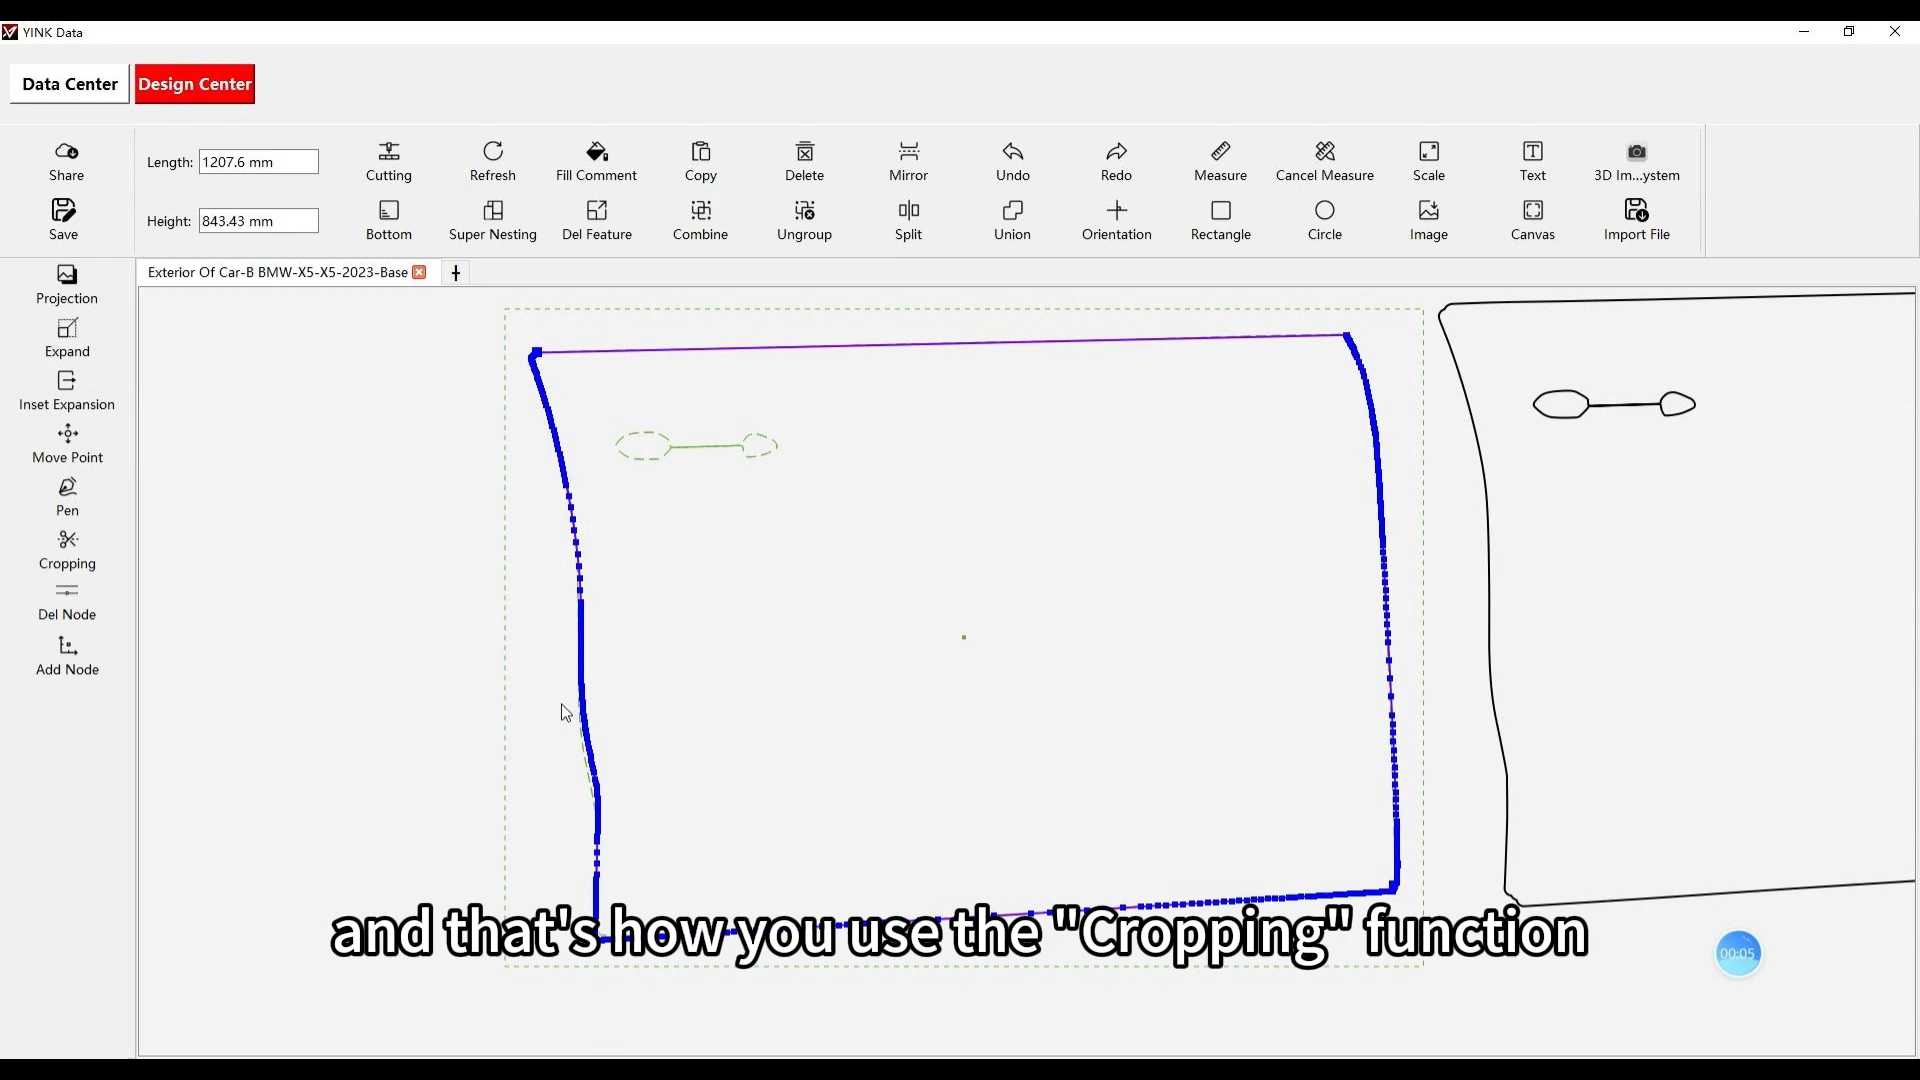 YINK Data
Data Center Design Center
Share
Save
Length: 1207.6 mm
Height: 843.43 mm
Cutting Refresh Fill Comment Copy Delete Mirror Undo Redo Measure Cancel Measure Scale Text 3D Im...ystem
Bottom Super Nesting Del Feature Combine Ungroup Split Union Orientation Rectangle Circle Image Canvas Import File
Exterior Of Car-B BMW-X5-X5-2023-Base
Projection
Expand
Inset Expansion
Move Point
Pen
Cropping
Del Node
Add Node
and that's how you use the "Cropping" function
00:05